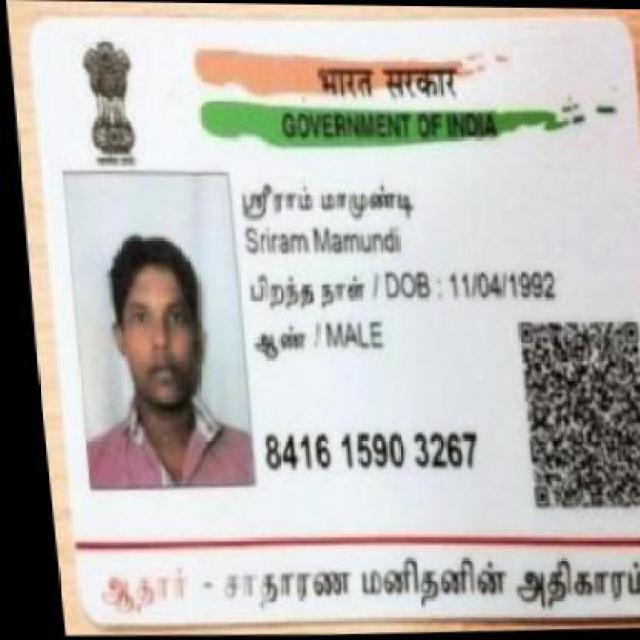 भारत सरकार
GOVERNMENT OF INDIA
ஸ்ரீராம் மாமுண்டி
Sriram Mamundi
பிறந்த நாள் / DOB : 11/04/1992
ஆண் / MALE
8416 1590 3267
ஆதார் - சாதாரண மனிதனின் அதிகாரம்